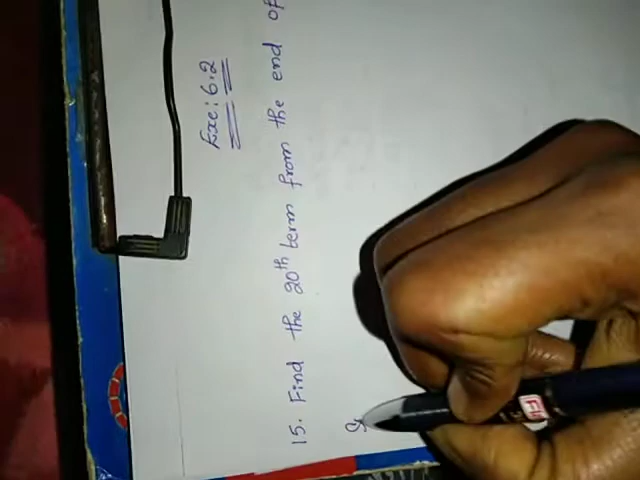 Exe: 6.2
15. Find the 20th term from the end of